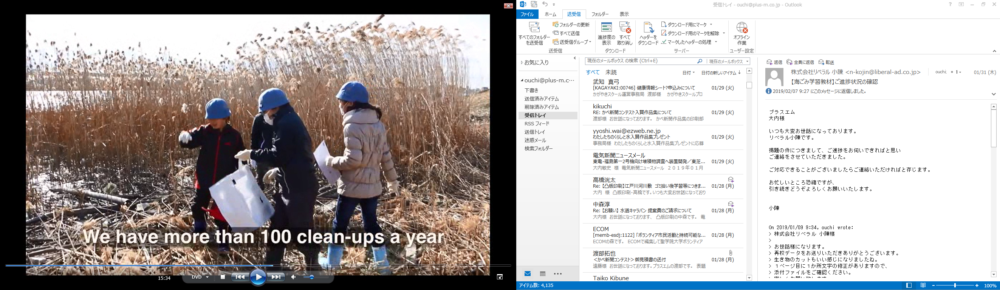 We have more than 100 clean-ups a year
15:34
DVD
受信トレイ - ouchi@plus-m.co.jp - Outlook
ファイル
ホーム
送受信
フォルダー
表示
すべてのフォルダー
を送受信
フォルダーの更新
すべて送信
送受信グループ
送受信
進捗度の
表示
すべて
取り消し
ダウンロード
ヘッダーを
ダウンロード
ダウンロード用にマーク
ダウンロード用のマークを解除
マークしたヘッダーの処理
サーバー
オフライン
作業
ユーザー設定
お気に入り
ouchi@plus-m.c…
下書き
送信済みアイテム
削除済みアイテム
受信トレイ
RSS フィード
送信トレイ
迷惑メール
検索フォルダー
現在のメールボックス の検索 (Ctrl+E)
現在のメールボックス
すべて 未読
日付 日付の新しいアイテム
武知 真弓
[KAGAYAKI:00746] 健康情報シート?申込みについて 01/29 (火)
かがやきスクール運営事務局 渡部様 かがやきスクールプロ
kikuchi
RE: かべ新聞コンテスト入賞作品集について 01/29 (火)
渡部様 お世話になっております。 かべ新聞作品集の印刷部
yyoshi.wai@ezweb.ne.jp
わたしたちのくらしと水入賞作品集プレゼント 01/29 (火)
事務局様 わたしたちのくらしと水入賞作品集プレゼントに応募
電気新聞ニュースメール
東電・福島第一2号機向け堆積物調査へ装置開発／東芝... 01/29 (火)
大内敏史 様 電気新聞ニュースメール ２０１９年０１月
高橋洸太
Re:【凸版印刷】江戸川河川敷 ゴミ拾い後学習等につきま... 01/28 (月)
大内 様 凸版印刷・高橋です。いつも大変お世話になっており
中森淳
Re:【お願い】 水道キャラバン 提案費のご請求について 01/28 (月)
大内様 お世話になっております、 凸版印刷の中森です。 電
ECOM
[memb-esdj:1122]「ボランティア市民活動と持続可能な... 01/28 (月)
ECOMの森です。 ECOMで編集して聖学院大学ボランティア
渡部拓也
＜かべ新聞コンテスト＞御見積書の送付 01/28 (月)
遠藤様 お世話になっております。プラスエムの渡部です。 表題
Taiko Kibune
返信 全員に返信 転送
株式会社リベラル 小陳 <n-kojin@liberal-ad.co.jp>
ouchi; + 1
01/31 (木)
【海ごみ学習教材】ご進捗状況の確認
2019/02/07 9:27 にこのメッセージに返信しました。
プラスエム
大内様
いつも大変お世話になっております。
リベラル小陳です。
掲題の件につきまして、ご進捗をお伺いできればと思い
ご連絡をさせていただきました。
ご対応できることがございましたらご連絡いただければと存じます。
お忙しいところ恐縮ですが、
引き続きどうぞよろしくお願いいたします。
小陳
On 2019/01/09 9:34, ouchi wrote:
> 株式会社リベラル 小陳様
>
> お世話様になります。
> 再校データをお送りいただきありがとうございます。
> 生き物のカットもいい感じになりましたね。
> １ページ目に１か所文字の修正がありますので、
> 添付ファイルをご確認ください。
アイテム数: 4,135
100%